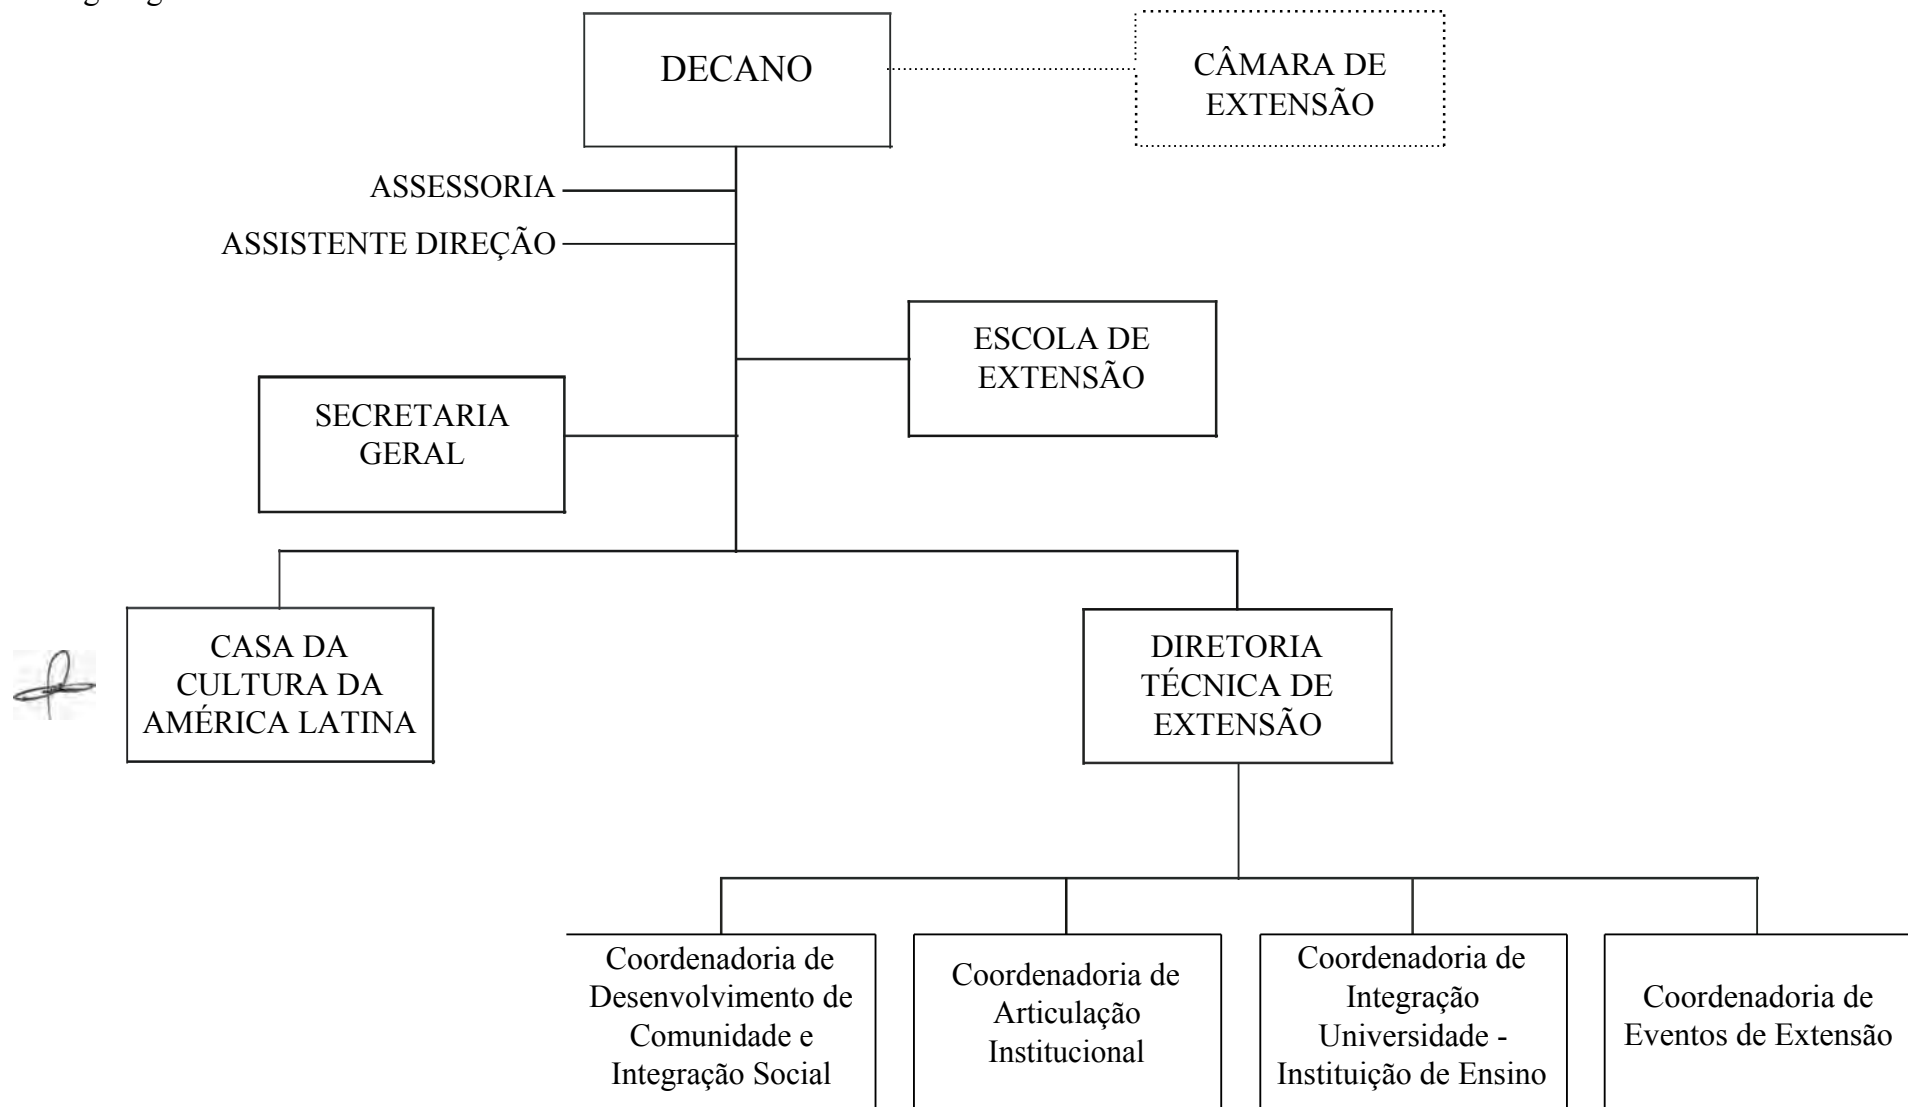 DECANO
CÂMARA DE
EXTENSÃO
ASSESSORIA
ASSISTENTE DIREÇÃO
ESCOLA DE
EXTENSÃO
SECRETARIA
GERAL
CASA DA
CULTURA DA
AMÉRICA LATINA
DIRETORIA
TÉCNICA DE
EXTENSÃO
Coordenadoria de
Desenvolvimento de
Comunidade e
Integração Social
Coordenadoria de
Articulação
Institucional
Coordenadoria de
Integração
Universidade -
Instituição de Ensino
Coordenadoria de
Eventos de Extensão